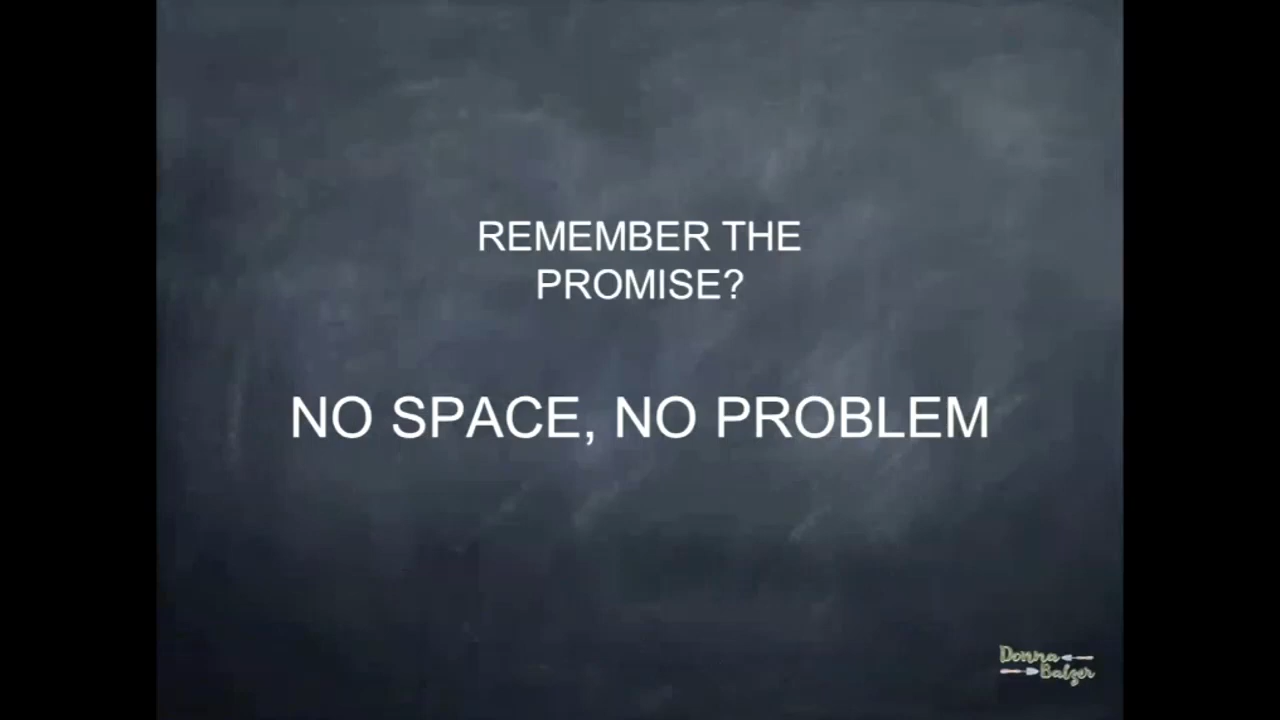 REMEMBER THE
PROMISE?
NO SPACE, NO PROBLEM
Donna
Balzer